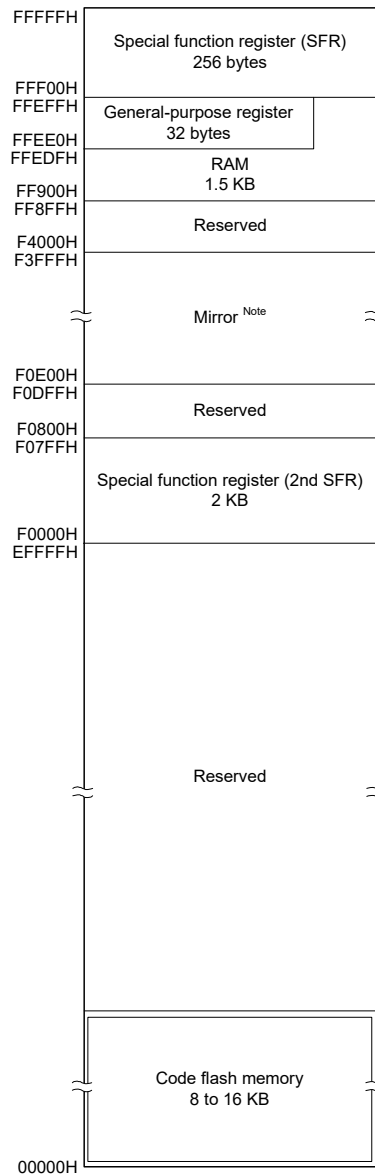 FFFFFH
Special function register (SFR)
256 bytes
FFF00H
FFEFFH
General-purpose register
32 bytes
FFEE0H
FFEDFH
RAM
1.5 KB
FF900H
FF8FFH
Reserved
F4000H
F3FFFH
Mirror Note
F0E00H
F0DFFH
Reserved
F0800H
F07FFH
Special function register (2nd SFR)
2 KB
F0000H
EFFFFH
Reserved
Code flash memory
8 to 16 KB
00000H